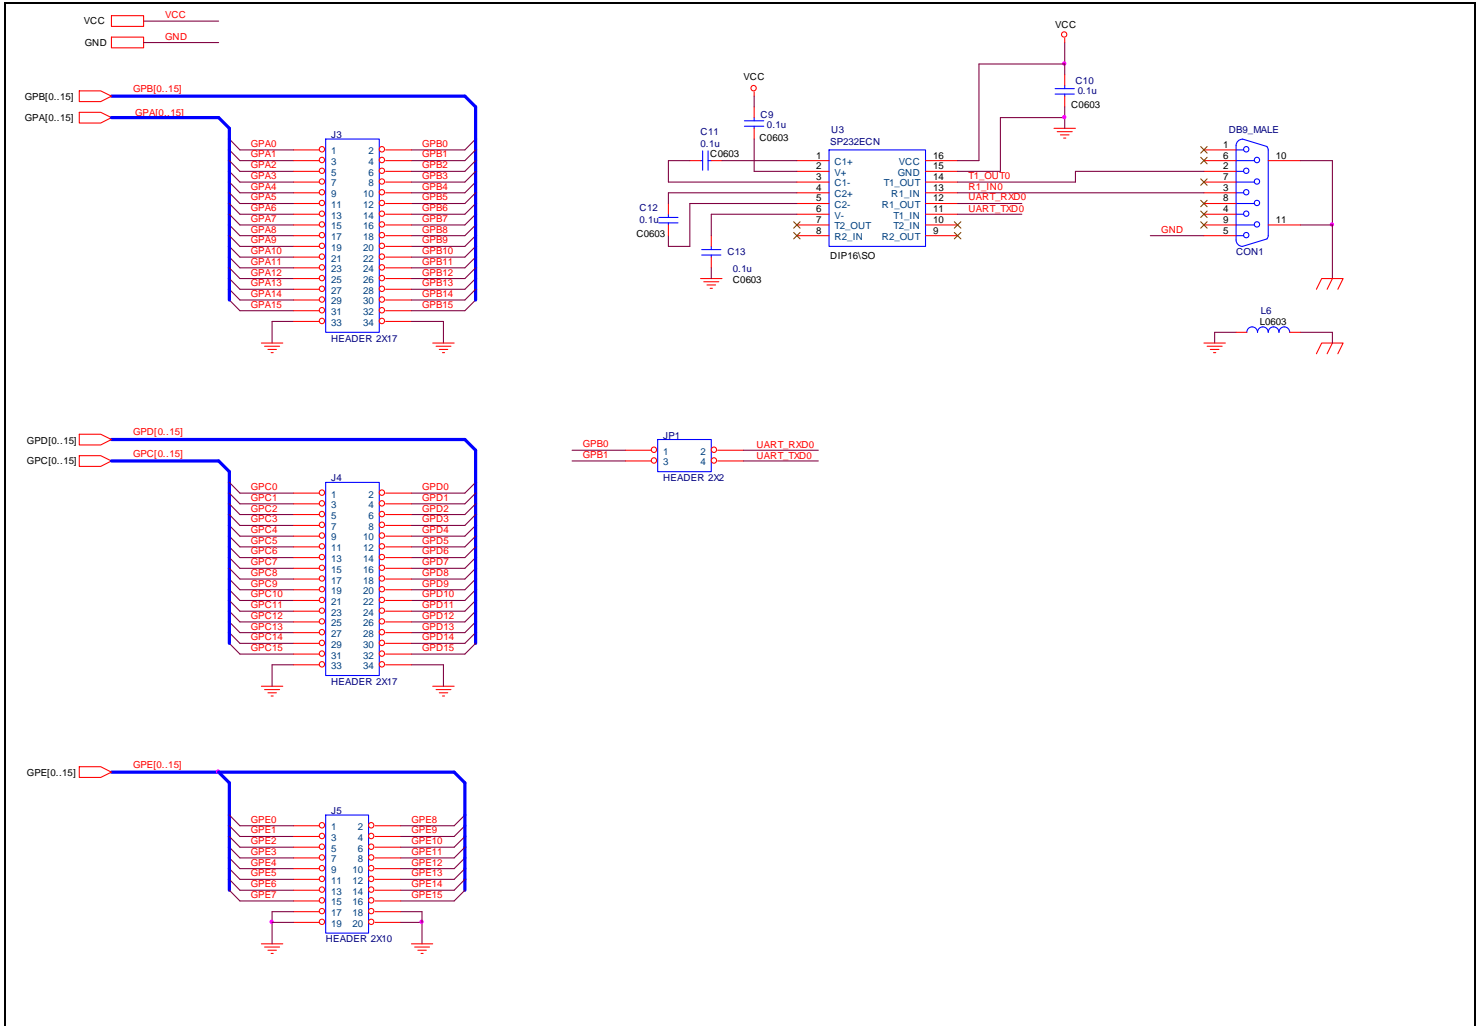 VCC VCC
GND GND
GPB[0..15] GPB[0..15]
GPA[0..15] GPA[0..15]
J3
GPA0 1 2 GPB0
GPA1 3 4 GPB1
GPA2 5 6 GPB2
GPA3 7 8 GPB3
GPA4 9 10 GPB4
GPA5 11 12 GPB5
GPA6 13 14 GPB6
GPA7 15 16 GPB7
GPA8 17 18 GPB8
GPA9 19 20 GPB9
GPA10 21 22 GPB10
GPA11 23 24 GPB11
GPA12 25 26 GPB12
GPA13 27 28 GPB13
GPA14 29 30 GPB14
GPA15 31 32 GPB15
33 34
HEADER 2X17
VCC
C9
0.1u
C0603
C11
0.1u
C0603
C12
0.1u
C0603
C13
0.1u
C0603
VCC
C10
0.1u
C0603
U3
SP232ECN
1 C1+ VCC 16
2 V+ GND 15
3 C1- T1_OUT 14 T1_OUT0
4 C2+ R1_IN 13 R1_IN0
5 C2- R1_OUT 12 UART_RXD0
6 V- T1_IN 11 UART_TXD0
7 T2_OUT T2_IN 10
8 R2_IN R2_OUT 9
DIP16\SO
DB9_MALE
1
6 10
2
7
3
8
4
9 11
GND 5
CON1
L6
L0603
GPD[0..15] GPD[0..15]
GPC[0..15] GPC[0..15]
J4
GPC0 1 2 GPD0
GPC1 3 4 GPD1
GPC2 5 6 GPD2
GPC3 7 8 GPD3
GPC4 9 10 GPD4
GPC5 11 12 GPD5
GPC6 13 14 GPD6
GPC7 15 16 GPD7
GPC8 17 18 GPD8
GPC9 19 20 GPD9
GPC10 21 22 GPD10
GPC11 23 24 GPD11
GPC12 25 26 GPD12
GPC13 27 28 GPD13
GPC14 29 30 GPD14
GPC15 31 32 GPD15
33 34
HEADER 2X17
JP1
GPB0 1 2 UART_RXD0
GPB1 3 4 UART_TXD0
HEADER 2X2
GPE[0..15] GPE[0..15]
J5
GPE0 1 2 GPE8
GPE1 3 4 GPE9
GPE2 5 6 GPE10
GPE3 7 8 GPE11
GPE4 9 10 GPE12
GPE5 11 12 GPE13
GPE6 13 14 GPE14
GPE7 15 16 GPE15
17 18
19 20
HEADER 2X10